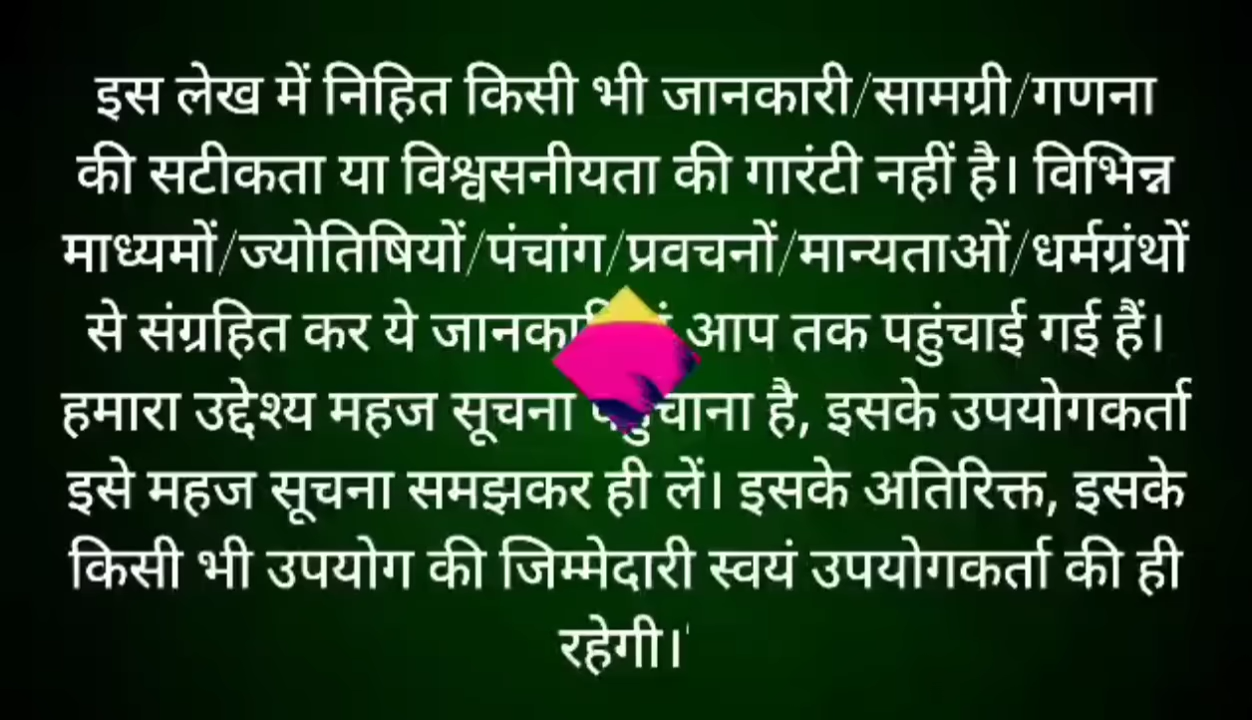 इस लेख में निहित किसी भी जानकारी/सामग्री/गणना
की सटीकता या विश्वसनीयता की गारंटी नहीं है। विभिन्न
माध्यमों/ज्योतिषियों/पंचांग/प्रवचनों/मान्यताओं/धर्मग्रंथों
से संग्रहित कर ये आप तक पहुंचाई गई हैं।
हमारा उद्देश्य महज सूचना है, इसके उपयोगकर्ता
इसे महज सूचना समझकर ही लें। इसके अतिरिक्त, इसके
किसी भी उपयोग की जिम्मेदारी स्वयं उपयोगकर्ता की ही
रहेगी।'